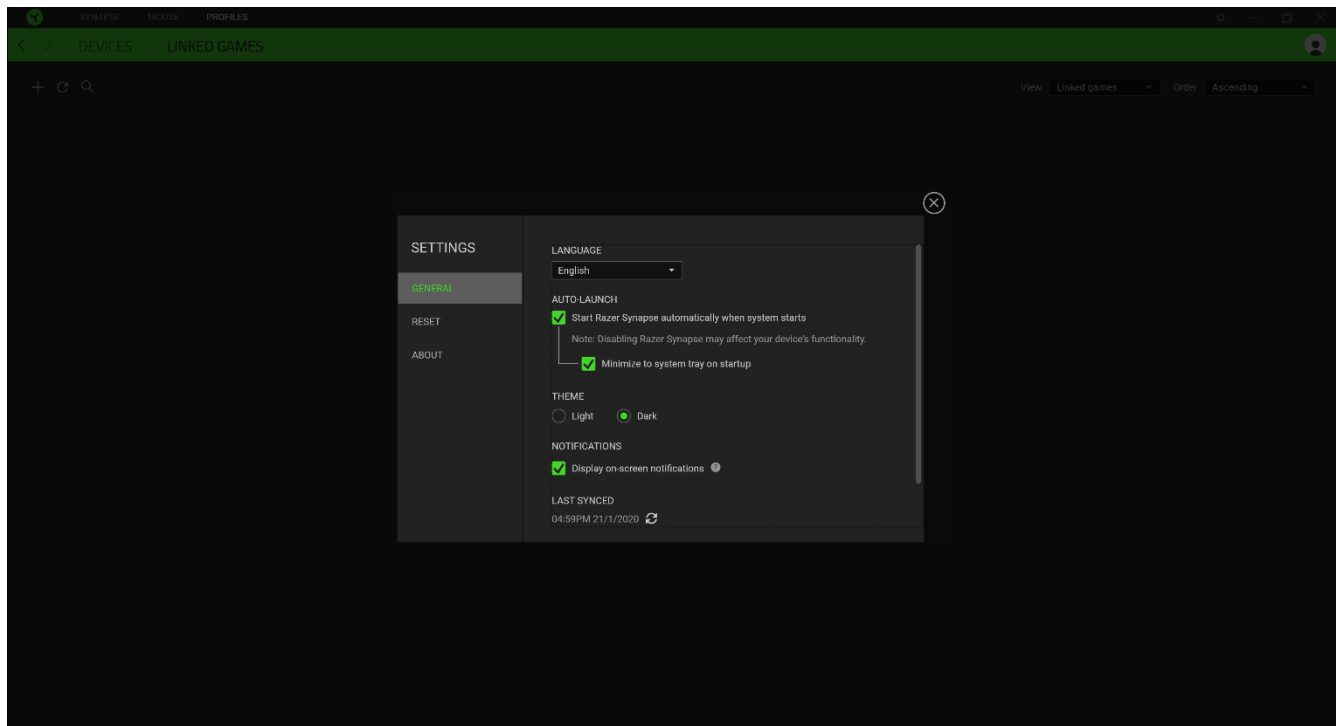 SYNAPSE MOUSE PROFILES
DEVICES LINKED GAMES
View Linked games Order Ascending
SETTINGS
GENERAL
RESET
ABOUT
LANGUAGE
English
AUTO-LAUNCH
Start Razer Synapse automatically when system starts
Note: Disabling Razer Synapse may affect your device's functionality.
Minimize to system tray on startup
THEME
Light Dark
NOTIFICATIONS
Display on-screen notifications ?
LAST SYNCED
04:59PM 21/1/2020